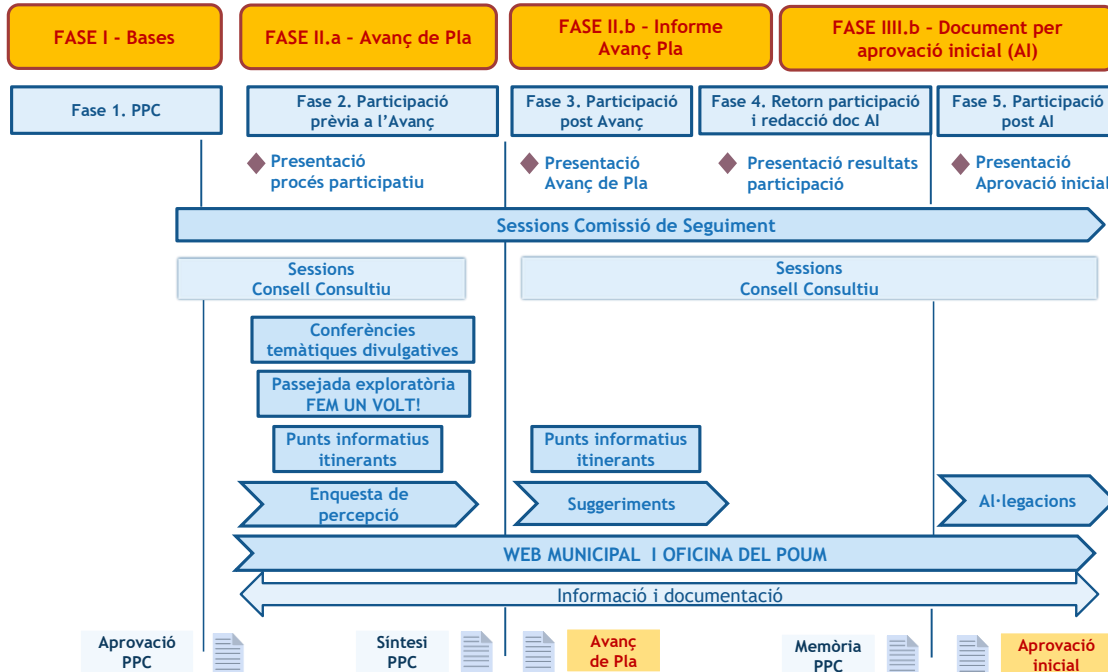 FASE I - Bases
FASE II.a – Avanç de Pla
FASE II.b - Informe
Avanç Pla
FASE IIII.b - Document per
aprovació inicial (AI)
Fase 1. PPC
Fase 2. Participació
prèvia a l'Avanç
Fase 3. Participació
post Avanç
Fase 4. Retorn participació
i redacció doc AI
Fase 5. Participació
post AI
Presentació
procés participatiu
Presentació
Avanç de Pla
Presentació resultats
participació
Presentació
Aprovació inicial
Sessions Comissió de Seguiment
Sessions
Consell Consultiu
Sessions
Consell Consultiu
Conferències
temàtiques divulgatives
Passejada exploratòria
FEM UN VOLT!
Punts informatius
itinerants
Punts informatius
itinerants
Enquesta de
percepció
Suggeriments
Al·legacions
WEB MUNICIPAL I OFICINA DEL POUM
Informació i documentació
Aprovació
PPC
Síntesi
PPC
Avanç
de Pla
Memòria
PPC
Aprovació
inicial